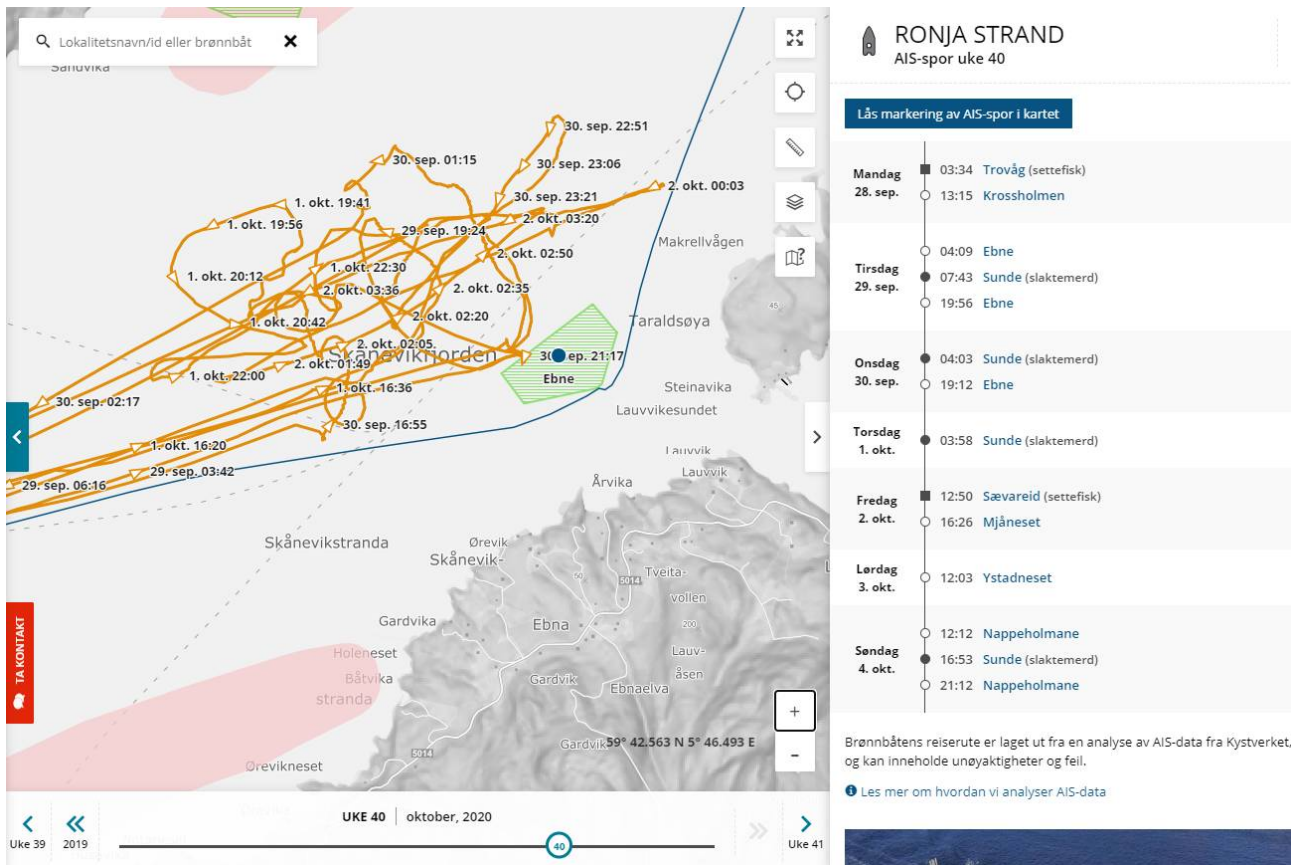 Lokalitetsnavn/id eller brønnbåt
Sandvika
30. sep. 22:51
30. sep. 01:15
30. sep. 23:06
2. okt. 00:03
30. sep. 23:21
1. okt. 19:41
2. okt. 03:20
1. okt. 19:56
29. sep. 19:24
Makrellvågen
2. okt. 02:50
1. okt. 22:30
1. okt. 20:12
2. okt. 03:36
2. okt. 02:35
45
2. okt. 02:20
Taraldsøya
1. okt. 20:42
2. okt. 02:05
Skånevikfjorden
30. sep. 21:17
2. okt. 01:49
1. okt. 22:00
Ebne
1. okt. 16:36
Steinavika
30. sep. 02:17
Lauvvikesundet
30. sep. 16:55
1. okt. 16:20
Lauvvik
29. sep. 03:42
Lauvvik
29. sep. 06:16
Årvika
Skånevikstranda
Ørevik
Skånevik-
5014
Tveita-
vollen
50
Gardvika
Ebna
200
Holeneset
Lauv-
åsen
Båtvika
stranda
Gardvik
Ebnaelva
Gardvik
59° 42.563 N 5° 46.493 E
5014
Ørevikneset
TA KONTAKT
+
-
UKE 40 | oktober, 2020
Uke 39
2019
40
Uke 41
RONJA STRAND
AIS-spor uke 40
Lås markering av AIS-spor i kartet
Mandag 28. sep.
03:34 Trovåg (settefisk)
13:15 Krossholmen
Tirsdag 29. sep.
04:09 Ebne
07:43 Sunde (slaktemerd)
19:56 Ebne
Onsdag 30. sep.
04:03 Sunde (slaktemerd)
19:12 Ebne
Torsdag 1. okt.
03:58 Sunde (slaktemerd)
Fredag 2. okt.
12:50 Sævareid (settefisk)
16:26 Mjåneset
Lørdag 3. okt.
12:03 Ystadneset
Søndag 4. okt.
12:12 Nappeholmane
16:53 Sunde (slaktemerd)
21:12 Nappeholmane
Brønnbåtens reiserute er laget ut fra en analyse av AIS-data fra Kystverket,
og kan inneholde unøyaktigheter og feil.
Les mer om hvordan vi analyser AIS-data